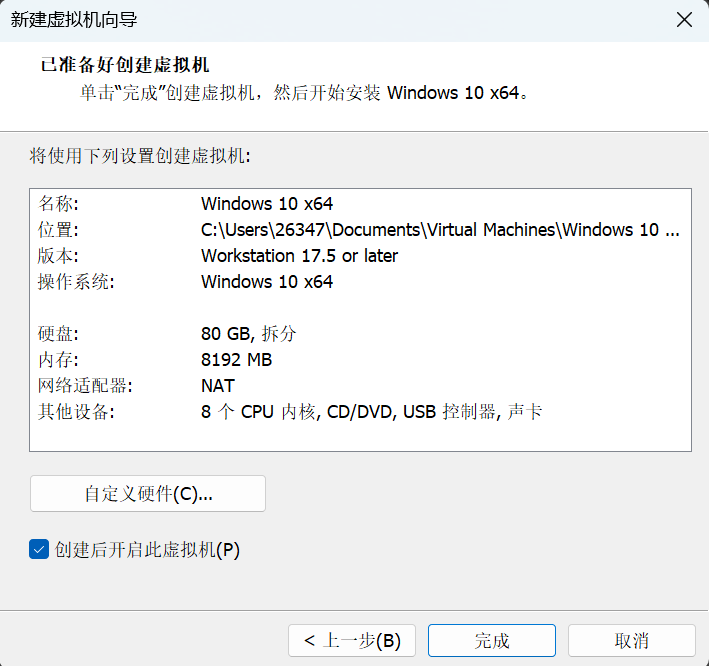 新建虚拟机向导
已准备好创建虚拟机
单击“完成”创建虚拟机，然后开始安装 Windows 10 x64。
将使用下列设置创建虚拟机:
名称: Windows 10 x64
位置: C:\Users\26347\Documents\Virtual Machines\Windows 10 ...
版本: Workstation 17.5 or later
操作系统: Windows 10 x64
硬盘: 80 GB, 拆分
内存: 8192 MB
网络适配器: NAT
其他设备: 8 个 CPU 内核, CD/DVD, USB 控制器, 声卡
自定义硬件(C)...
创建后开启此虚拟机(P)
< 上一步(B) 完成 取消